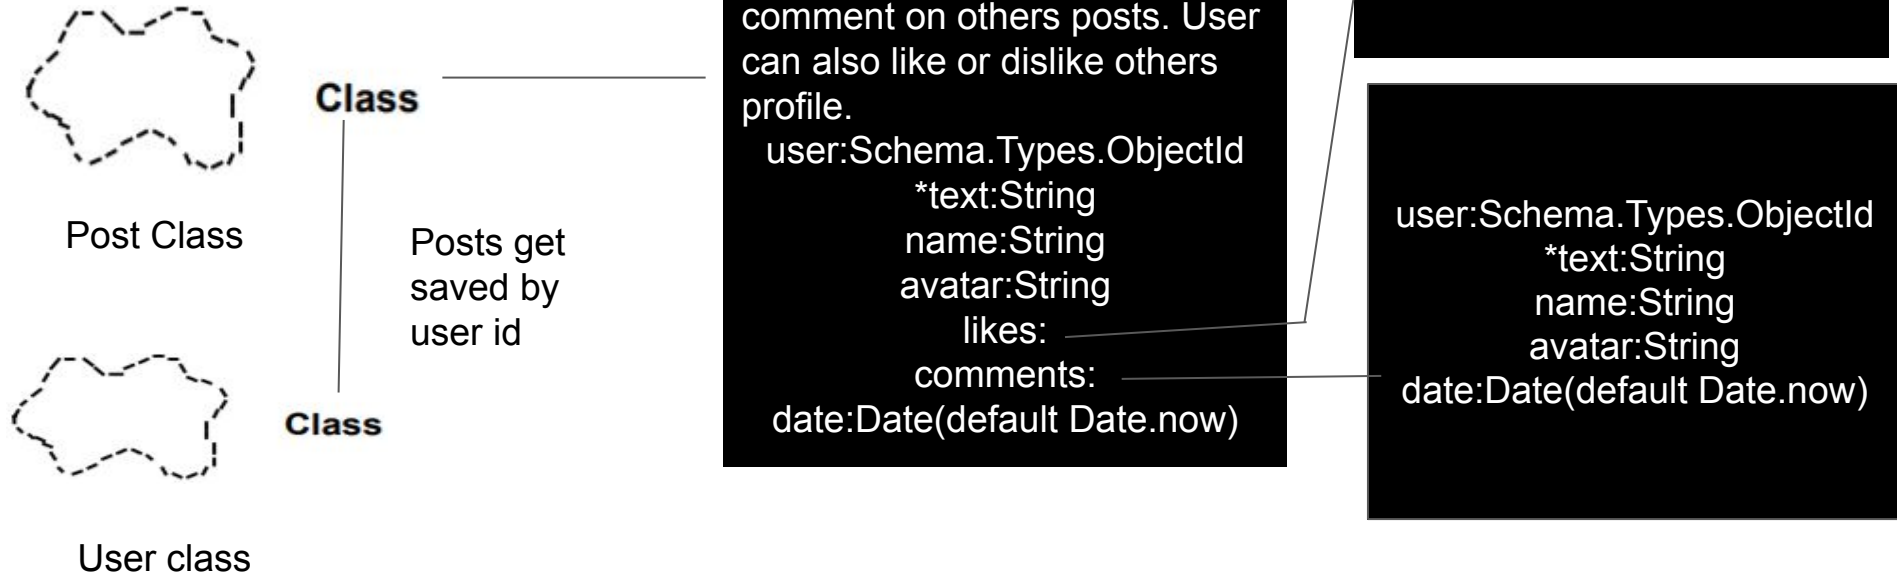 Class
Post Class
Posts get
saved by
user id
Class
User class
comment on others posts. User
can also like or dislike others
profile.
user:Schema.Types.ObjectId
*text:String
name:String
avatar:String
likes:
comments:
date:Date(default Date.now)
user:Schema.Types.ObjectId
*text:String
name:String
avatar:String
date:Date(default Date.now)